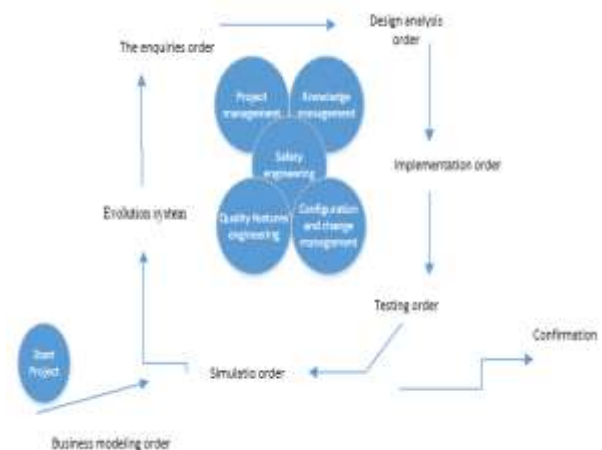 Design analysis
order
The enquiries order
Project
management
Knowledge
management
Safety
engineering
Implementation order
Evolution system
Quality features
engineering
Configuration
and change
management
Testing order
Confirmation
Start
Project
Simulatio order
Business modeling order